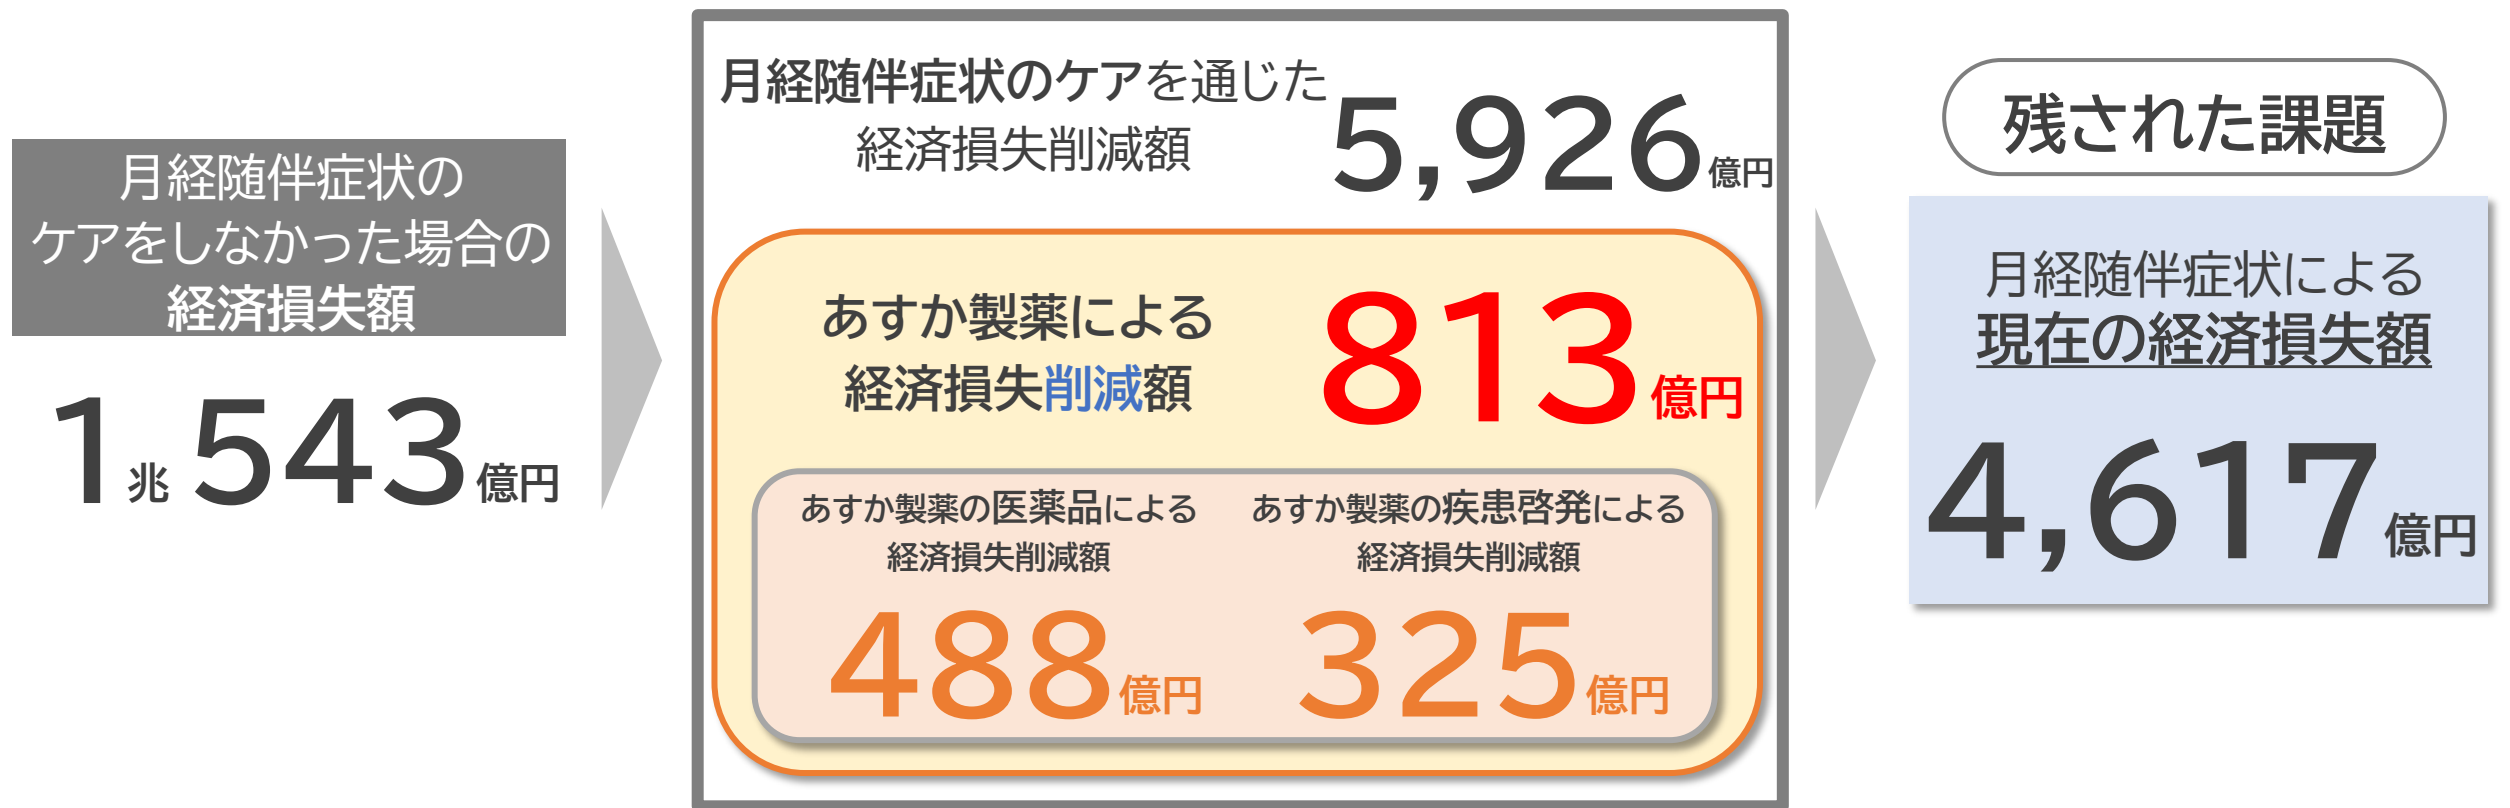 月経随伴症状の
ケアをしなかった場合の
経済損失額
1兆543億円
月経随伴症状のケアを通じた
経済損失削減額
5,926億円
あすか製薬による
経済損失削減額
813億円
あすか製薬の医薬品による
経済損失削減額
488億円
あすか製薬の疾患啓発による
経済損失削減額
325億円
残された課題
月経随伴症状による
現在の経済損失額
4,617億円